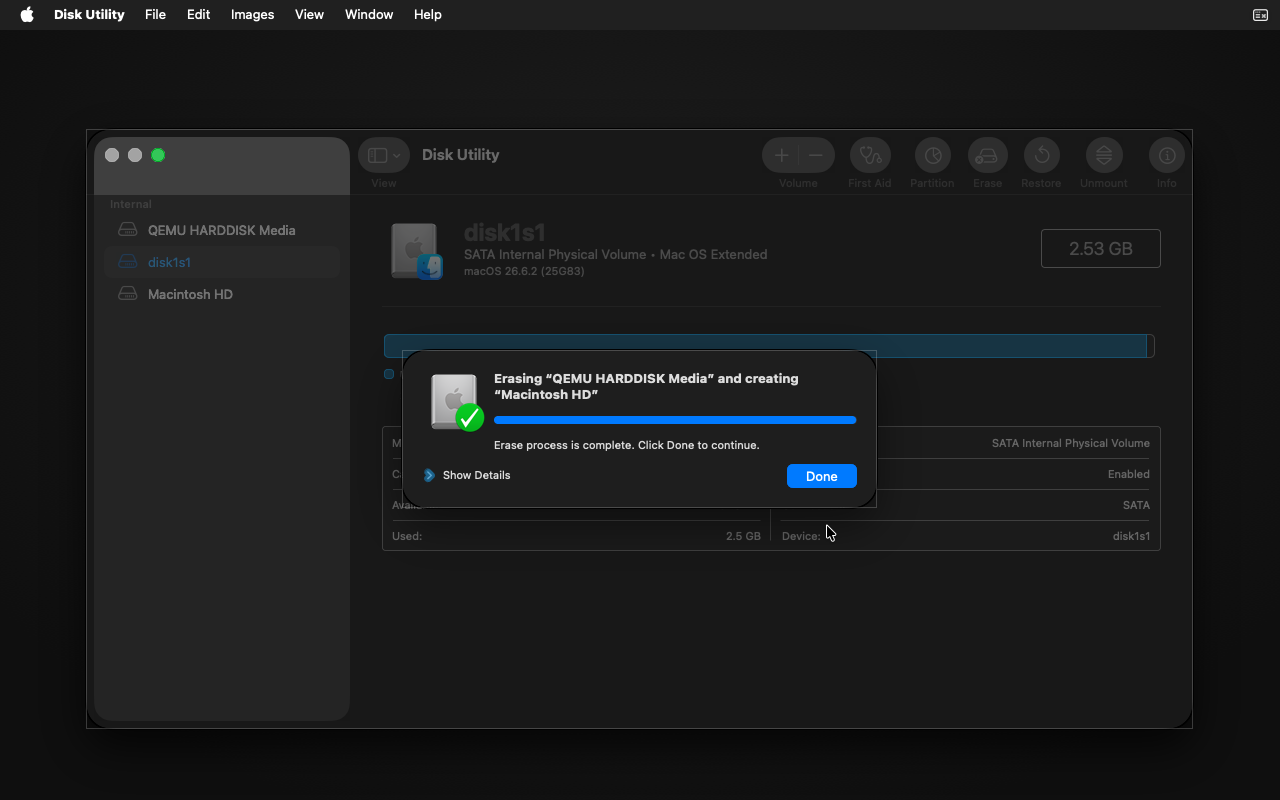 Disk Utility File Edit Images View Window Help
Disk Utility
View
Volume
First Aid
Partition
Erase
Restore
Unmount
Info
Internal
QEMU HARDDISK Media
disk1s1
Macintosh HD
disk1s1
SATA Internal Physical Volume • Mac OS Extended
macOS 26.6.2 (25G83)
2.53 GB
Erasing “QEMU HARDDISK Media” and creating
“Macintosh HD”
Erase process is complete. Click Done to continue.
Show Details
Done
SATA Internal Physical Volume
Enabled
SATA
Used: 2.5 GB
Device: disk1s1